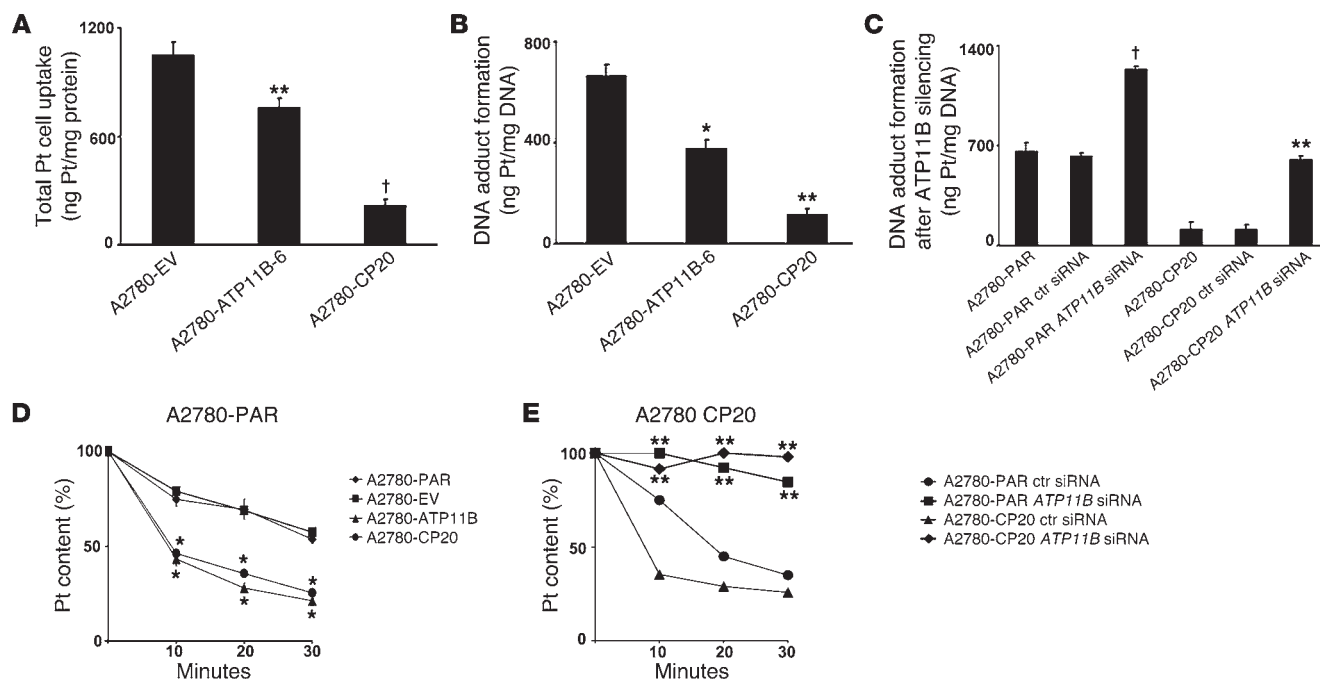 A
Total Pt cell uptake
(ng Pt/mg protein)
1200
600
0
**
†
A2780-EV
A2780-ATP11B-6
A2780-CP20
B
DNA adduct formation
(ng Pt/mg DNA)
800
400
0
*
**
A2780-EV
A2780-ATP11B-6
A2780-CP20
C
DNA adduct formation
after ATP11B silencing
(ng Pt/mg DNA)
1400
700
0
†
**
A2780-PAR
A2780-PAR ctr siRNA
A2780-PAR ATP11B siRNA
A2780-CP20
A2780-CP20 ctr siRNA
A2780-CP20 ATP11B siRNA
D
A2780-PAR
Pt content (%)
100
50
0
* * *
* * *
10 20 30
Minutes
A2780-PAR
A2780-EV
A2780-ATP11B
A2780-CP20
E
A2780 CP20
Pt content (%)
100
50
0
** ** **
** ** **
10 20 30
Minutes
A2780-PAR ctr siRNA
A2780-PAR ATP11B siRNA
A2780-CP20 ctr siRNA
A2780-CP20 ATP11B siRNA